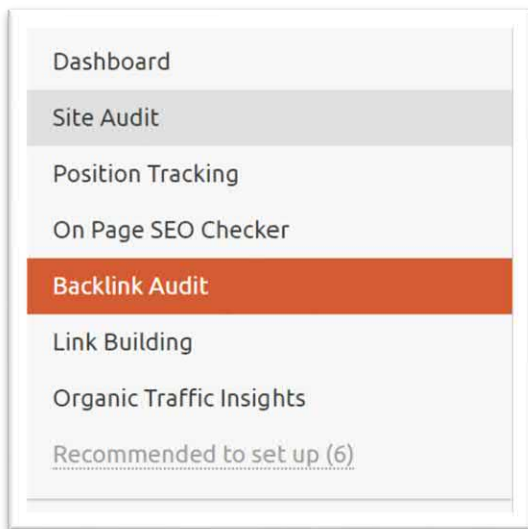 Dashboard
Site Audit
Position Tracking
On Page SEO Checker
Backlink Audit
Link Building
Organic Traffic Insights
Recommended to set up (6)